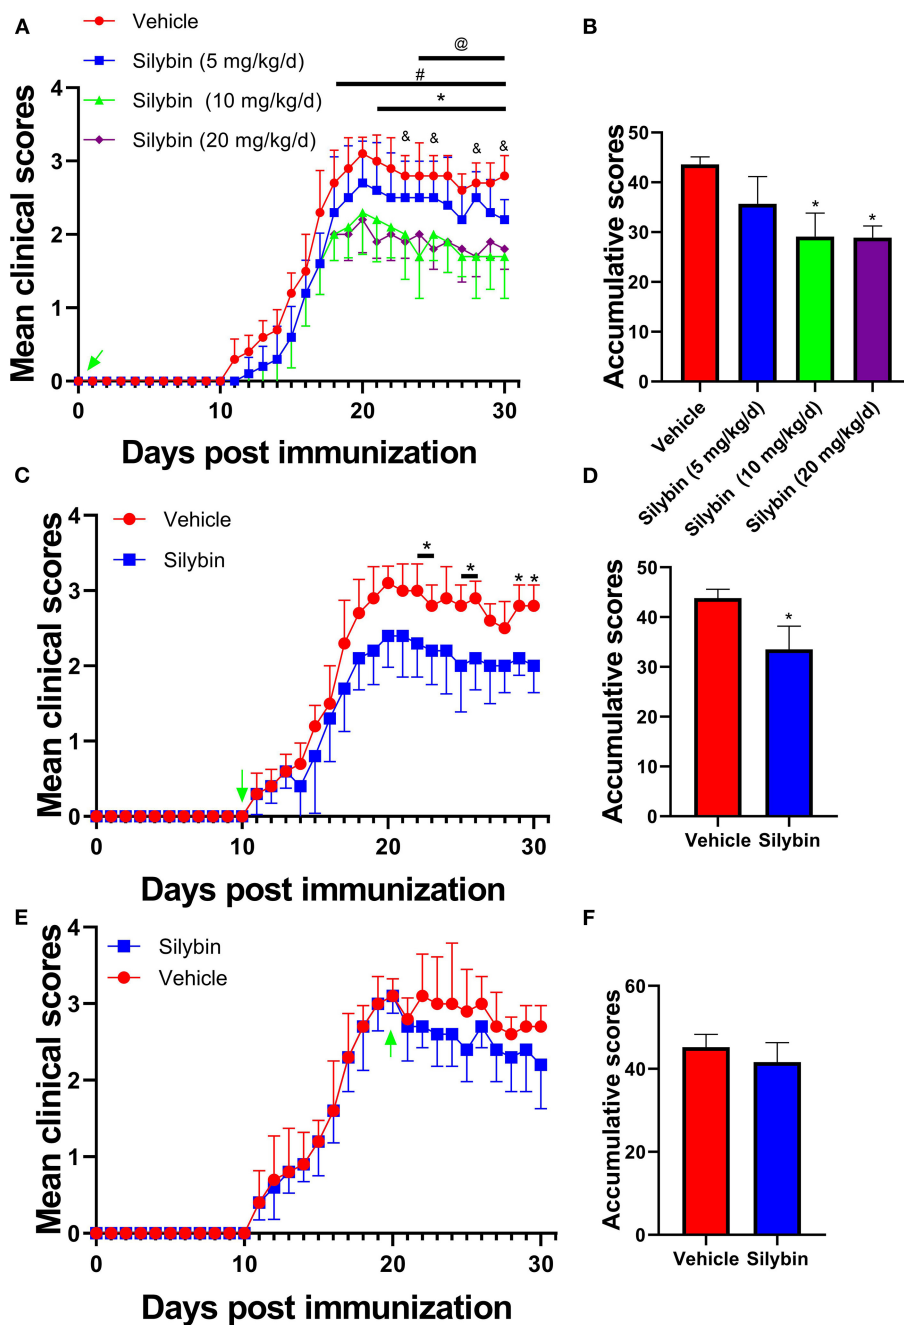 A
Vehicle
Silybin (5 mg/kg/d)
Silybin (10 mg/kg/d)
Silybin (20 mg/kg/d)
@
#
*
& & & &
Mean clinical scores
4
3
2
1
0
0 10 20 30
Days post immunization
B
Accumulative scores
50
40
30
20
10
0
* *
Vehicle
Silybin (5 mg/kg/d)
Silybin (10 mg/kg/d)
Silybin (20 mg/kg/d)
C
Vehicle
Silybin
* * * *
Mean clinical scores
4
3
2
1
0
0 10 20 30
Days post immunization
D
Accumulative scores
50
40
30
20
10
0
*
Vehicle Silybin
E
Silybin
Vehicle
Mean clinical scores
4
3
2
1
0
0 10 20 30
Days post immunization
F
Accumulative scores
60
40
20
0
Vehicle Silybin